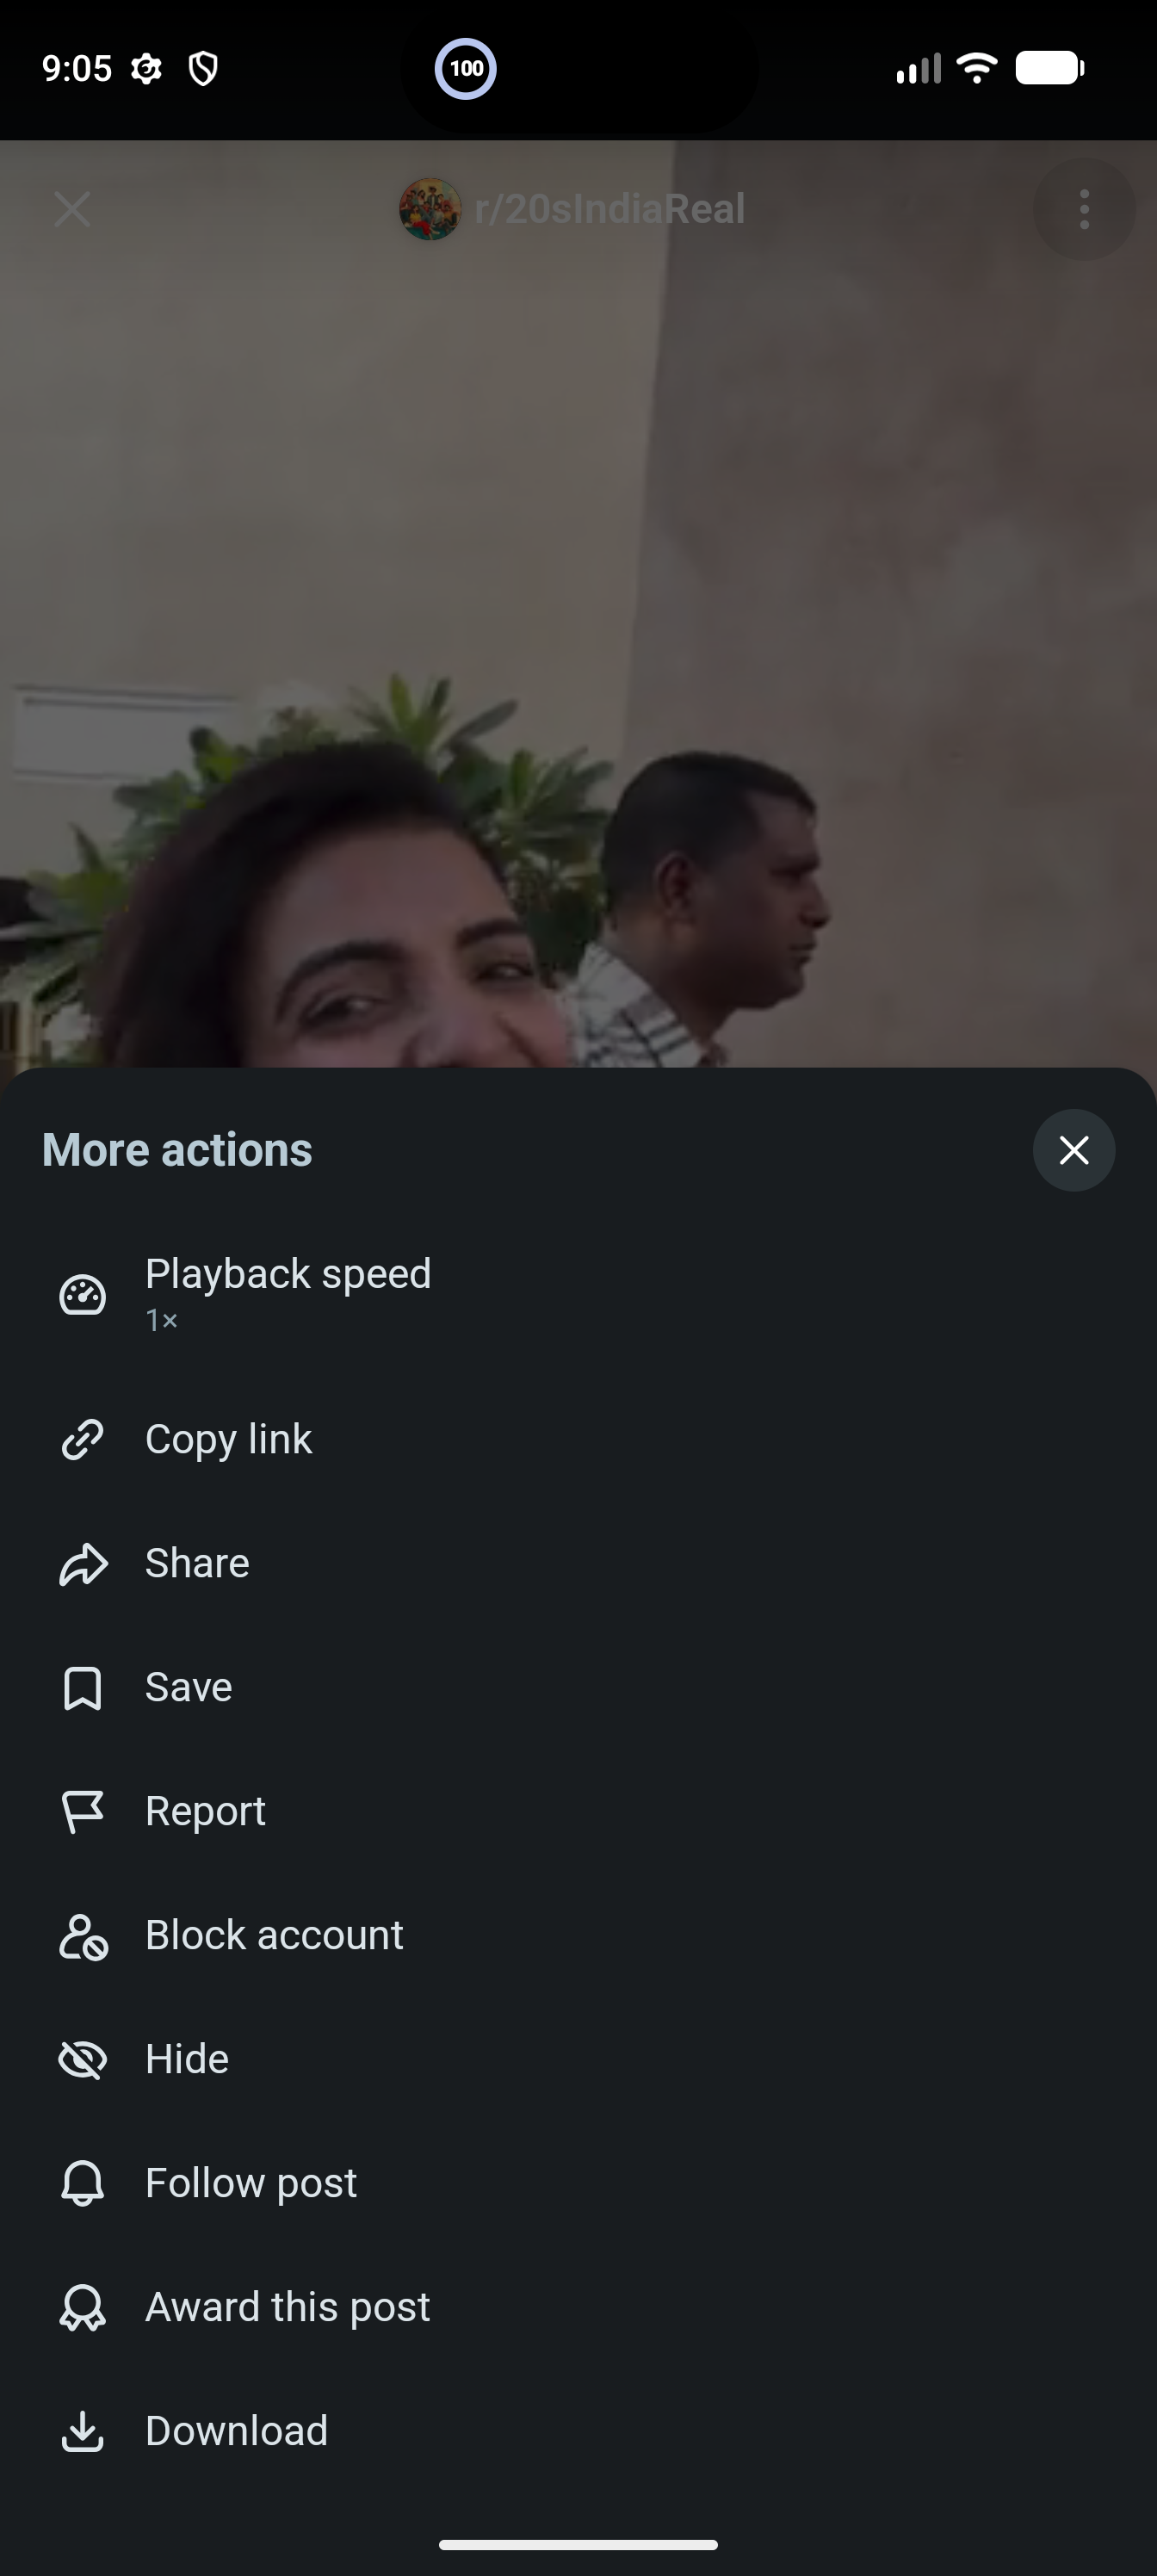 9:05
100
r/20sIndiaReal
More actions
Playback speed
1×
Copy link
Share
Save
Report
Block account
Hide
Follow post
Award this post
Download